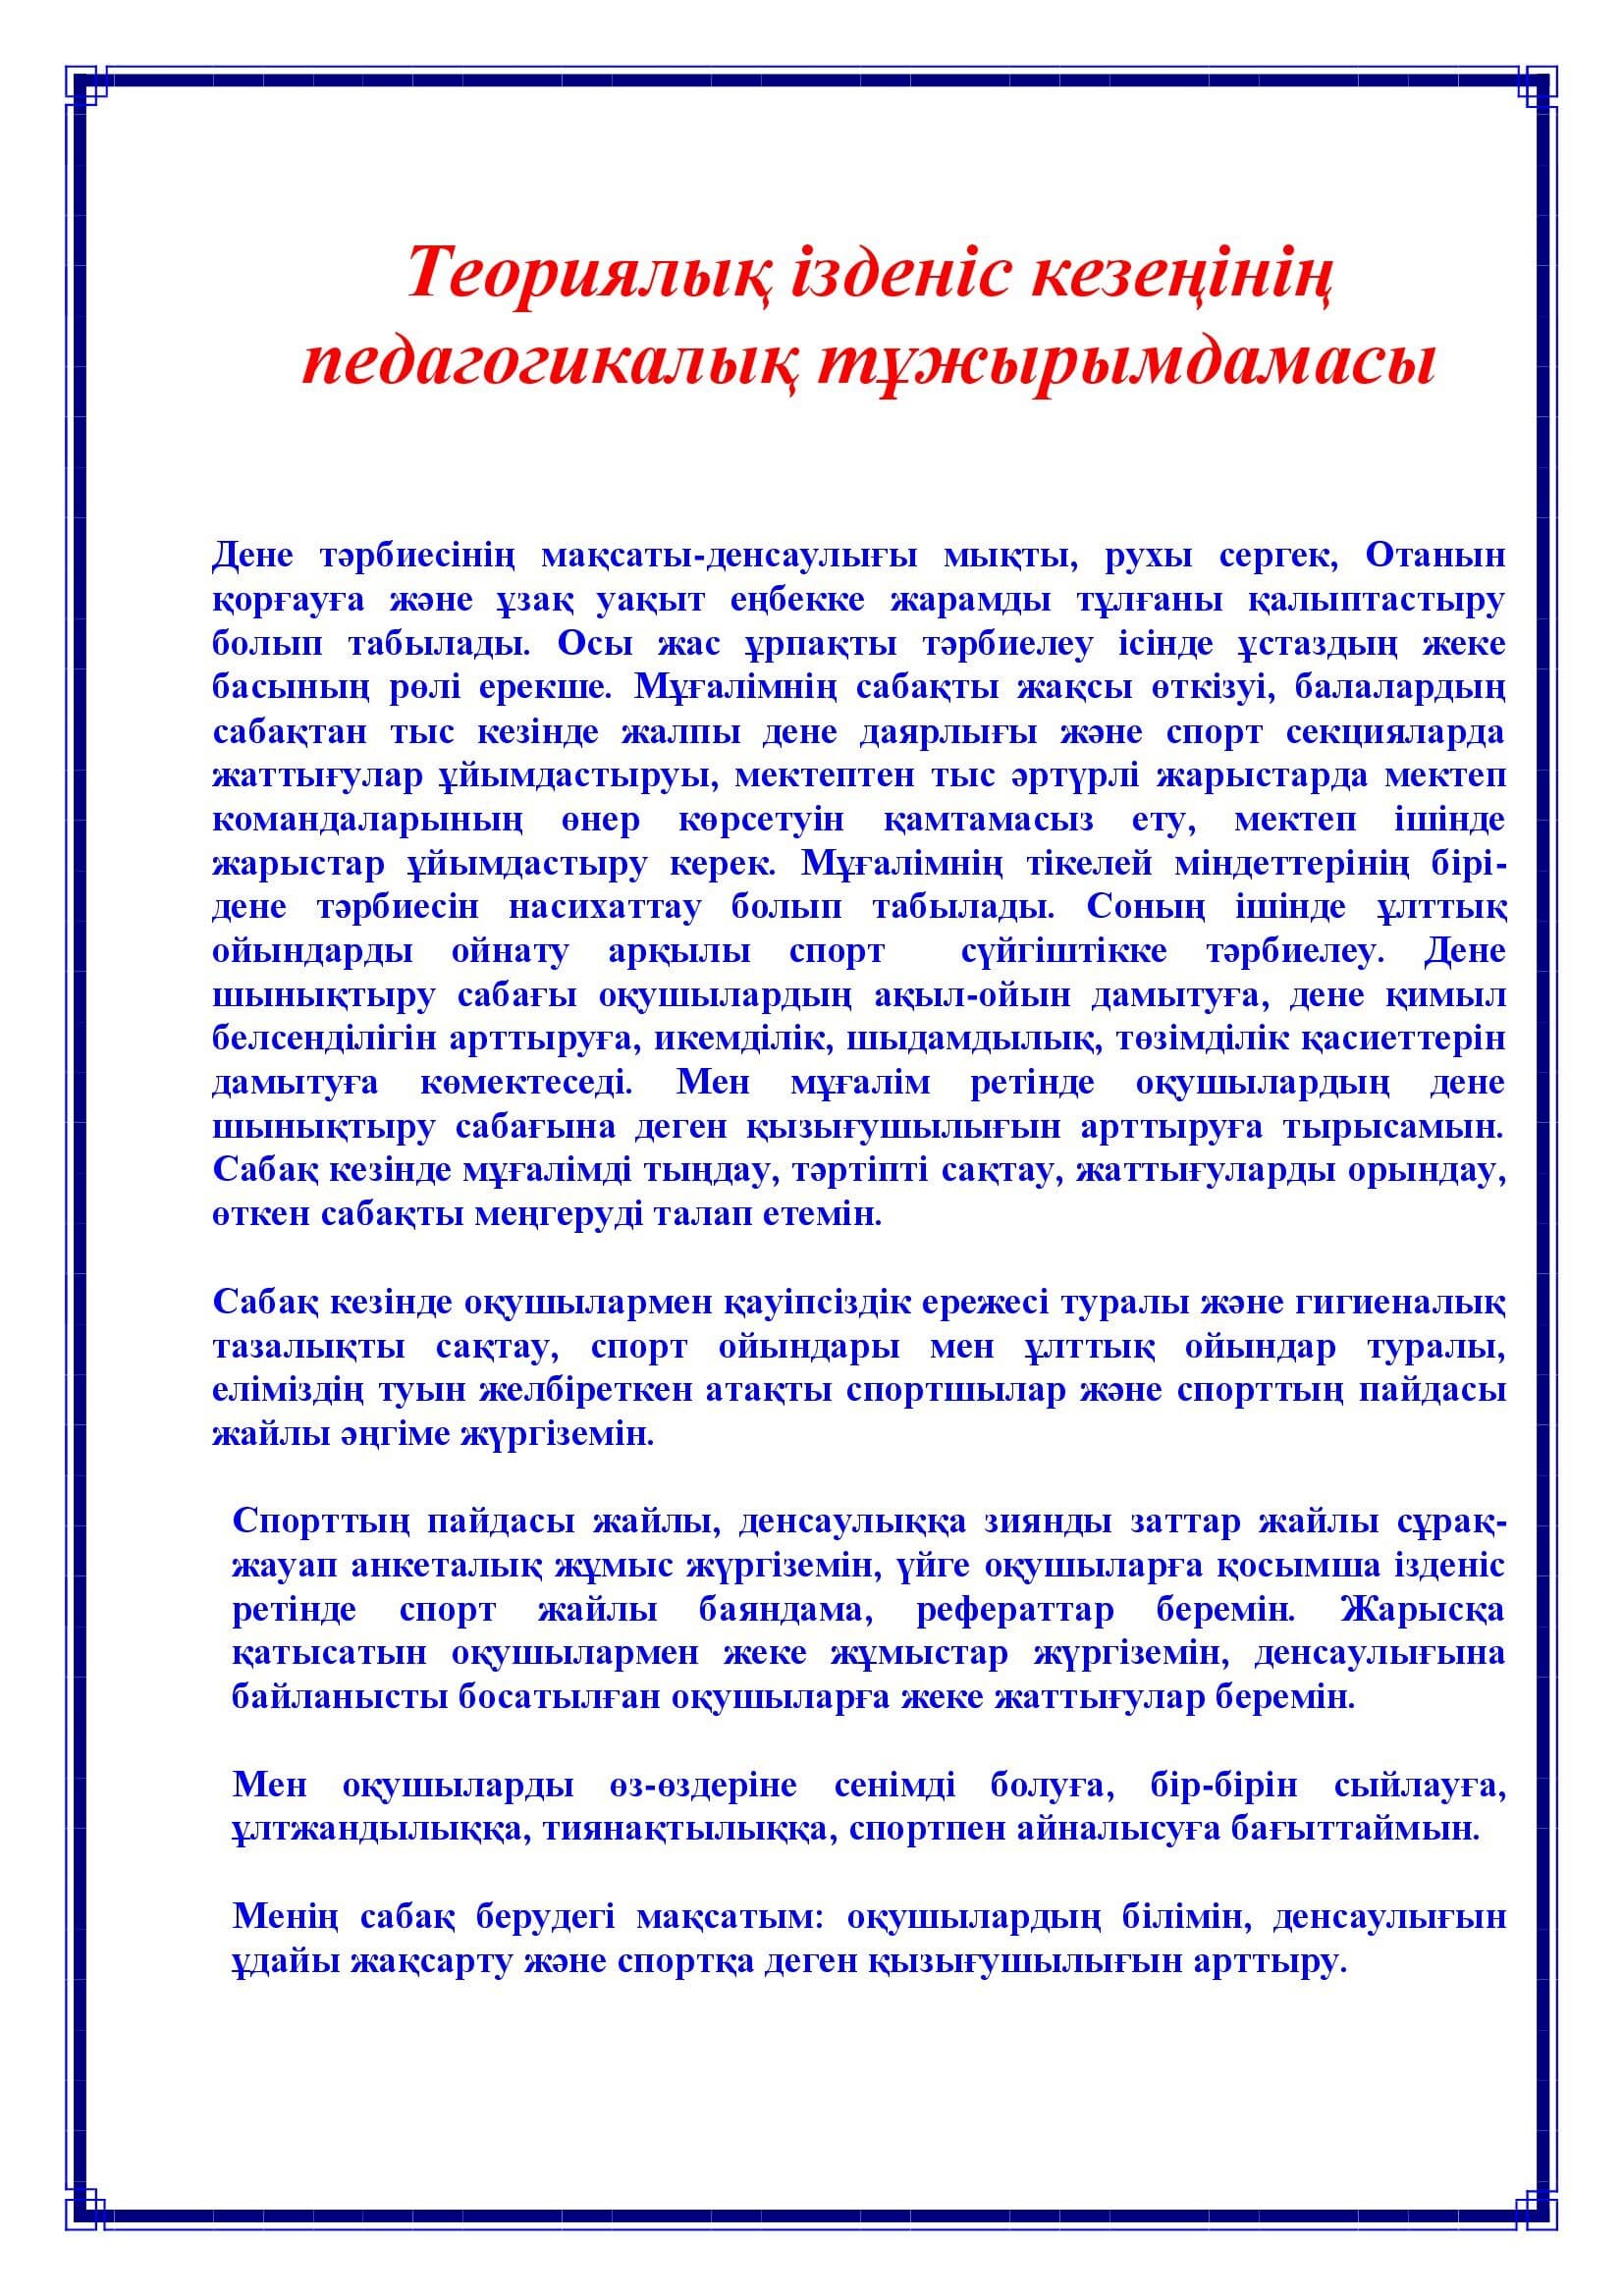 Теориялық ізденіс кезеңінің
педагогикалық тұжырымдамасы
Дене тәрбиесінің мақсаты-денсаулығы мықты, рухы сергек, Отанын
қорғауға және ұзақ уақыт еңбекке жарамды тұлғаны қалыптастыру
болып табылады. Осы жас ұрпақты тәрбиелеу ісінде ұстаздың жеке
басының рөлі ерекше. Мұғалімнің сабақты жақсы өткізуі, балалардың
сабақтан тыс кезінде жалпы дене даярлығы және спорт секцияларда
жаттығулар ұйымдастыруы, мектептен тыс әртүрлі жарыстарда мектеп
командаларының өнер көрсетуін қамтамасыз ету, мектеп ішінде
жарыстар ұйымдастыру керек. Мұғалімнің тікелей міндеттерінің бірі-
дене тәрбиесін насихаттау болып табылады. Соның ішінде ұлттық
ойындарды ойнату арқылы спорт сүйгіштікке тәрбиелеу. Дене
шынықтыру сабағы оқушылардың ақыл-ойын дамытуға, дене қимыл
белсенділігін арттыруға, икемділік, шыдамдылық, төзімділік қасиеттерін
дамытуға көмектеседі. Мен мұғалім ретінде оқушылардың дене
шынықтыру сабағына деген қызығушылығын арттыруға тырысамын.
Сабақ кезінде мұғалімді тыңдау, тәртіпті сақтау, жаттығуларды орындау,
өткен сабақты меңгеруді талап етемін.
Сабақ кезінде оқушылармен қауіпсіздік ережесі туралы және гигиеналық
тазалықты сақтау, спорт ойындары мен ұлттық ойындар туралы,
еліміздің туын желбіреткен атақты спортшылар және спорттың пайдасы
жайлы әңгіме жүргіземін.
Спорттың пайдасы жайлы, денсаулыққа зиянды заттар жайлы сұрақ-
жауап анкеталық жұмыс жүргіземін, үйге оқушыларға қосымша ізденіс
ретінде спорт жайлы баяндама, рефераттар беремін. Жарысқа
қатысатын оқушылармен жеке жұмыстар жүргіземін, денсаулығына
байланысты босатылған оқушыларға жеке жаттығулар беремін.
Мен оқушыларды өз-өздеріне сенімді болуға, бір-бірін сыйлауға,
ұлтжандылыққа, тиянақтылыққа, спортпен айналысуға бағыттаймын.
Менің сабақ берудегі мақсатым: оқушылардың білімін, денсаулығын
ұдайы жақсарту және спортқа деген қызығушылығын арттыру.